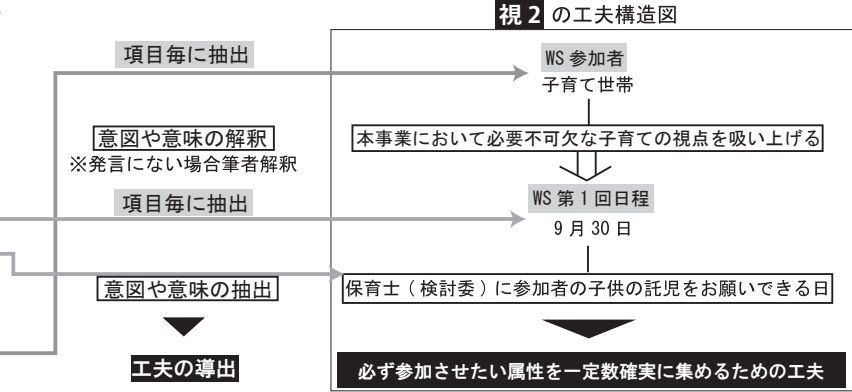 視2 の工夫構造図
項目毎に抽出
WS 参加者
子育て世帯
意図や意味の解釈
※発言にない場合筆者解釈
本事業において必要不可欠な子育ての視点を吸い上げる
項目毎に抽出
WS 第1回日程
9月30日
意図や意味の抽出
保育士(検討委)に参加者の子供の託児をお願いできる日
工夫の導出
必ず参加させたい属性を一定数確実に集めるための工夫